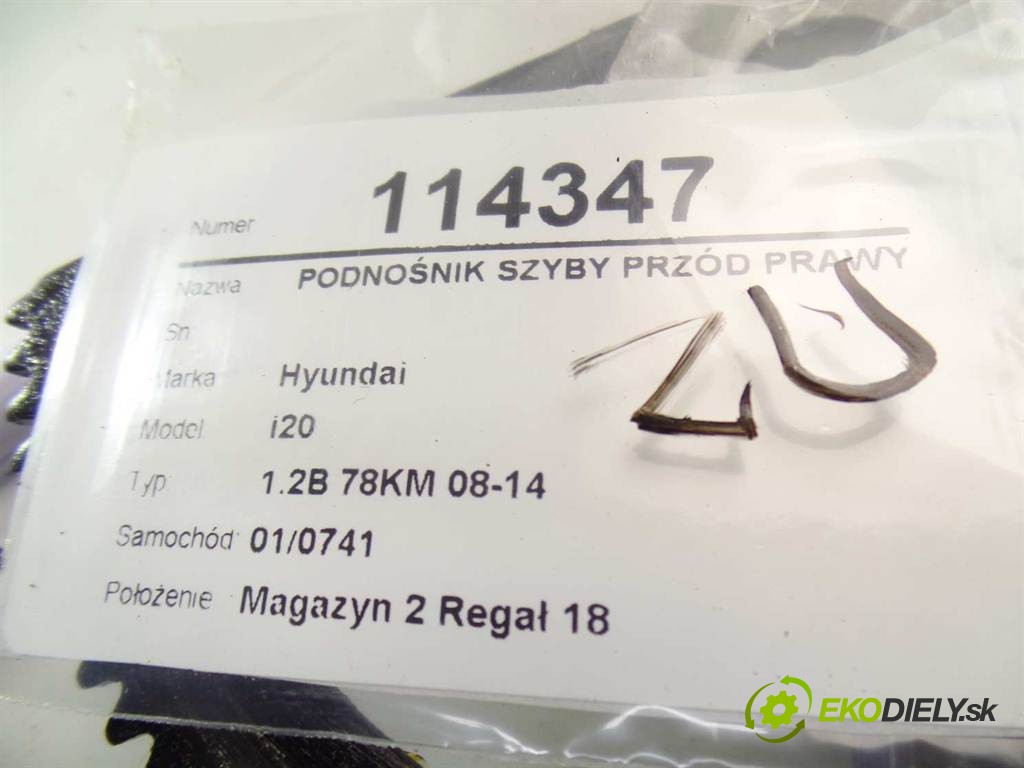 Numer 114347
Nazwa PODNOŚNIK SZYBY PRZÓD PRAWY
Sn
Marka Hyundai
Model i20
Typ 1.2B 78KM 08-14
Samochód: 01/0741
Położenie Magazyn 2 Regał 18
EKODIELY.sk